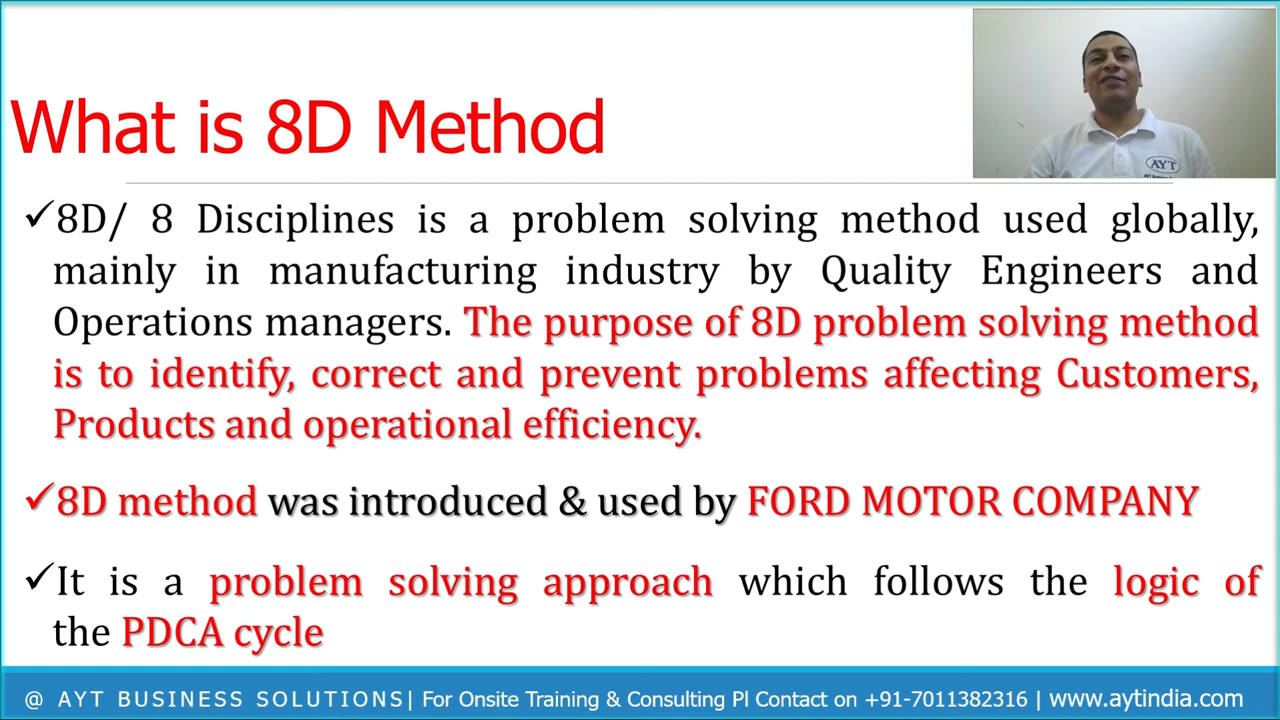 What is 8D Method
AYT
✓8D/ 8 Disciplines is a problem solving method used globally,
mainly in manufacturing industry by Quality Engineers and
Operations managers. The purpose of 8D problem solving method
is to identify, correct and prevent problems affecting Customers,
Products and operational efficiency.
✓8D method was introduced & used by FORD MOTOR COMPANY
✓It is a problem solving approach which follows the logic of
the PDCA cycle
@ AYT BUSINESS SOLUTIONS| For Onsite Training & Consulting Pl Contact on +91-7011382316 | www.aytindia.com